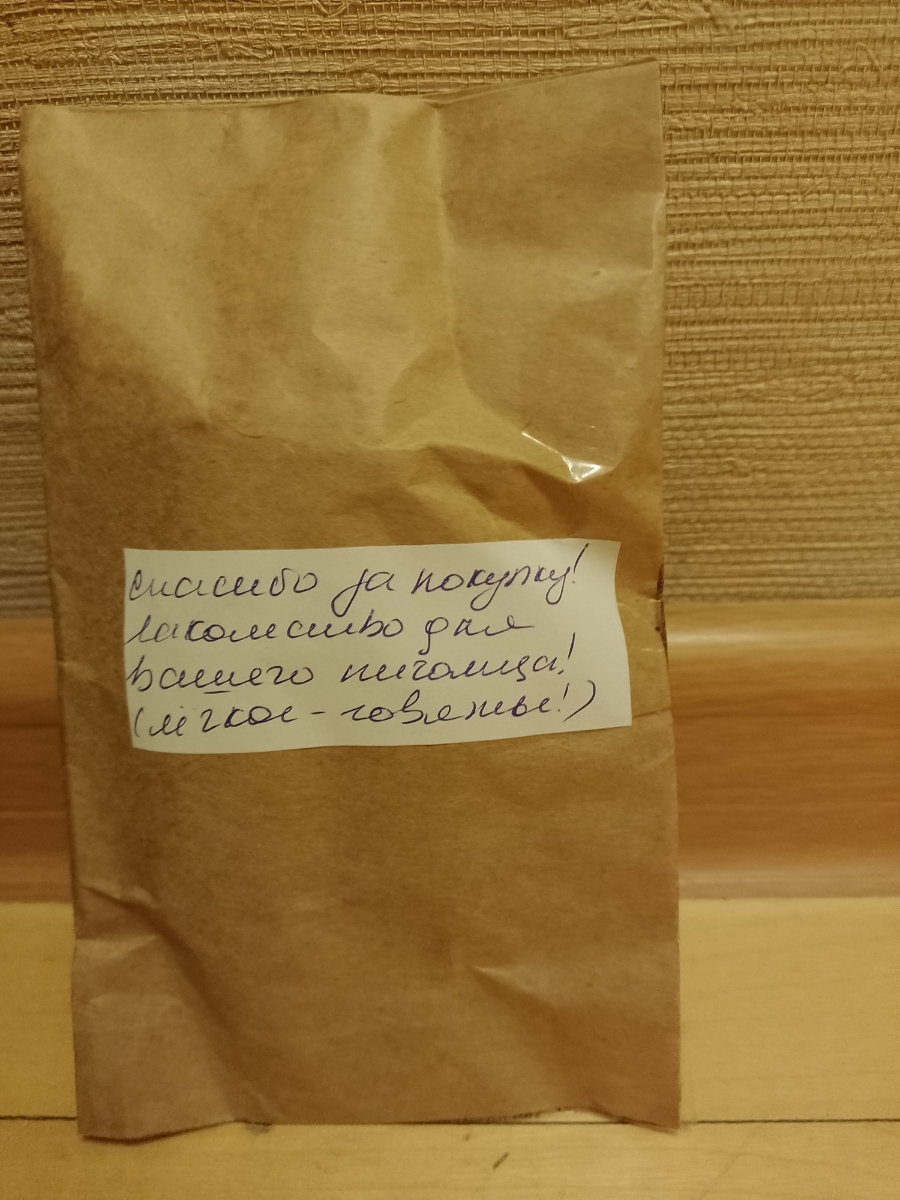 Спасибо за покупку!
Лакомство для
вашего питомца!
(лёгкое - говяжье!)